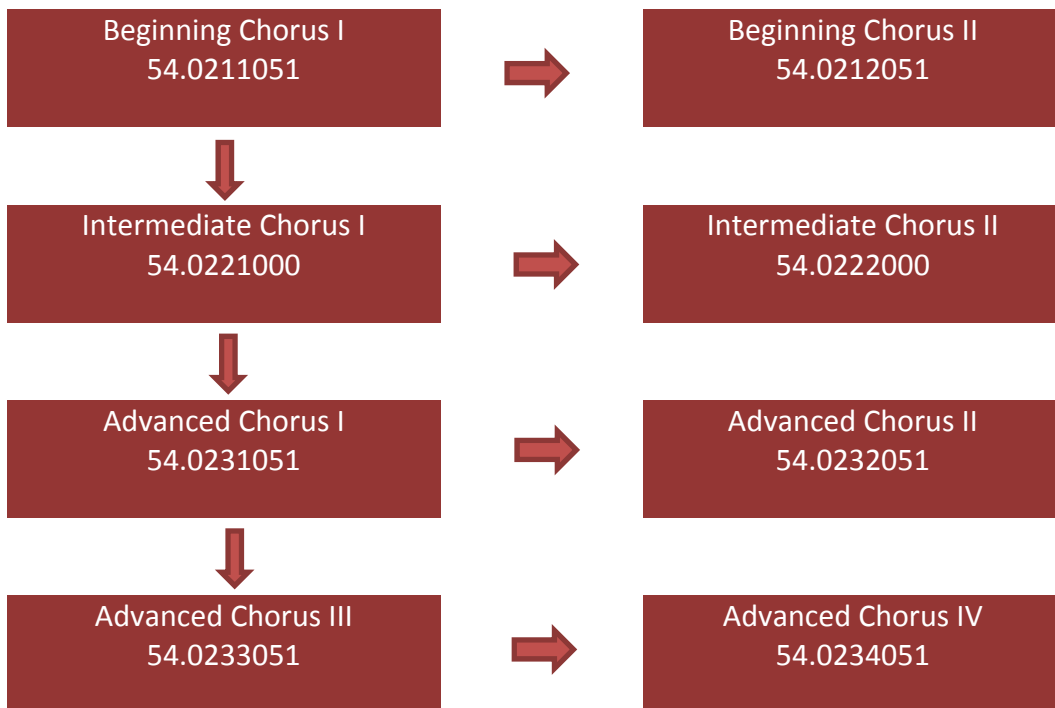 Beginning Chorus I
54.0211051
Beginning Chorus II
54.0212051
Intermediate Chorus I
54.0221000
Intermediate Chorus II
54.0222000
Advanced Chorus I
54.0231051
Advanced Chorus II
54.0232051
Advanced Chorus III
54.0233051
Advanced Chorus IV
54.0234051